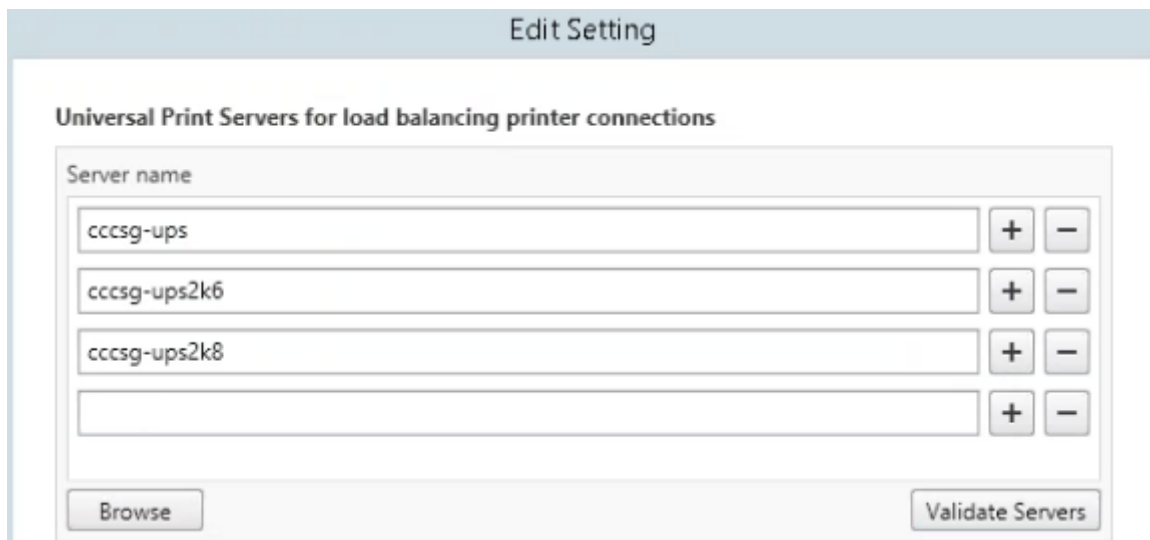 Edit Setting
Universal Print Servers for load balancing printer connections
Server name
cccsg-ups
+ −
cccsg-ups2k6
+ −
cccsg-ups2k8
+ −
+ −
Browse
Validate Servers